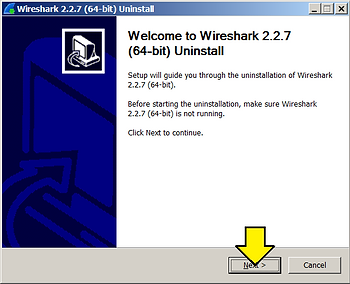 Wireshark 2.2.7 (64-bit) Uninstall
Welcome to Wireshark 2.2.7
(64-bit) Uninstall
Setup will guide you through the uninstallation of Wireshark
2.2.7 (64-bit).
Before starting the uninstallation, make sure Wireshark
2.2.7 (64-bit) is not running.
Click Next to continue.
Next >
Cancel